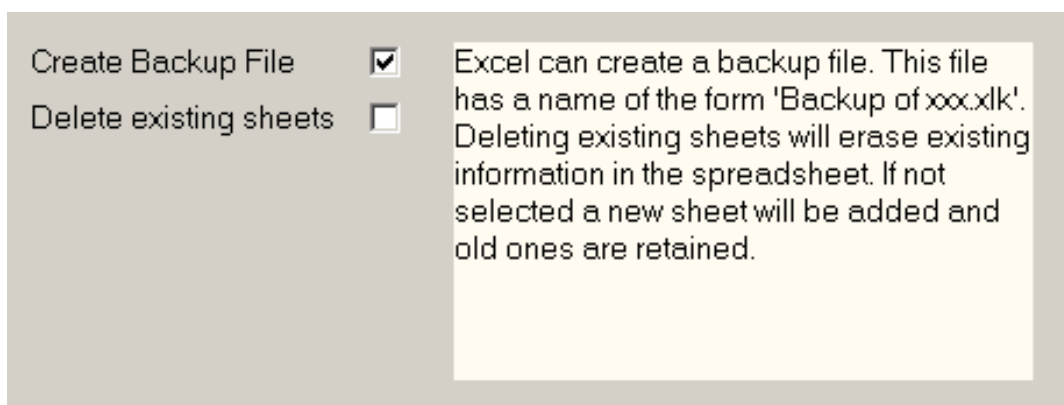 Create Backup File
Delete existing sheets
Excel can create a backup file. This file
has a name of the form 'Backup of xxx.xlk'.
Deleting existing sheets will erase existing
information in the spreadsheet. If not
selected a new sheet will be added and
old ones are retained.